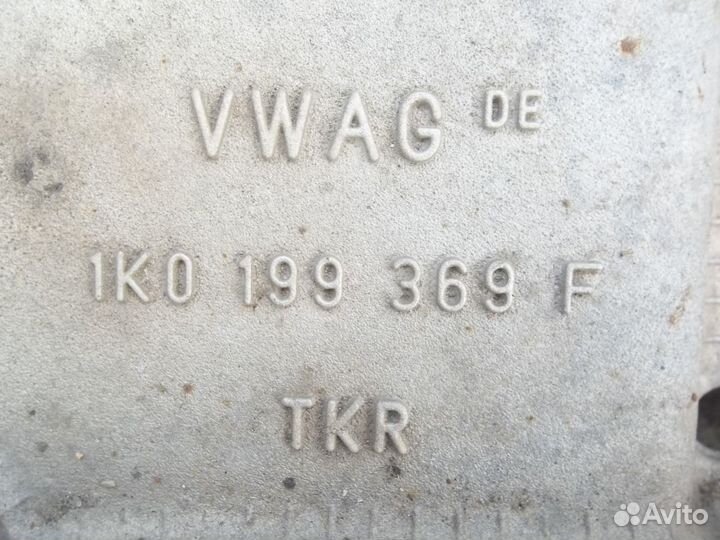 VWAG DE
1K0 199 369 F
TKR
Avito